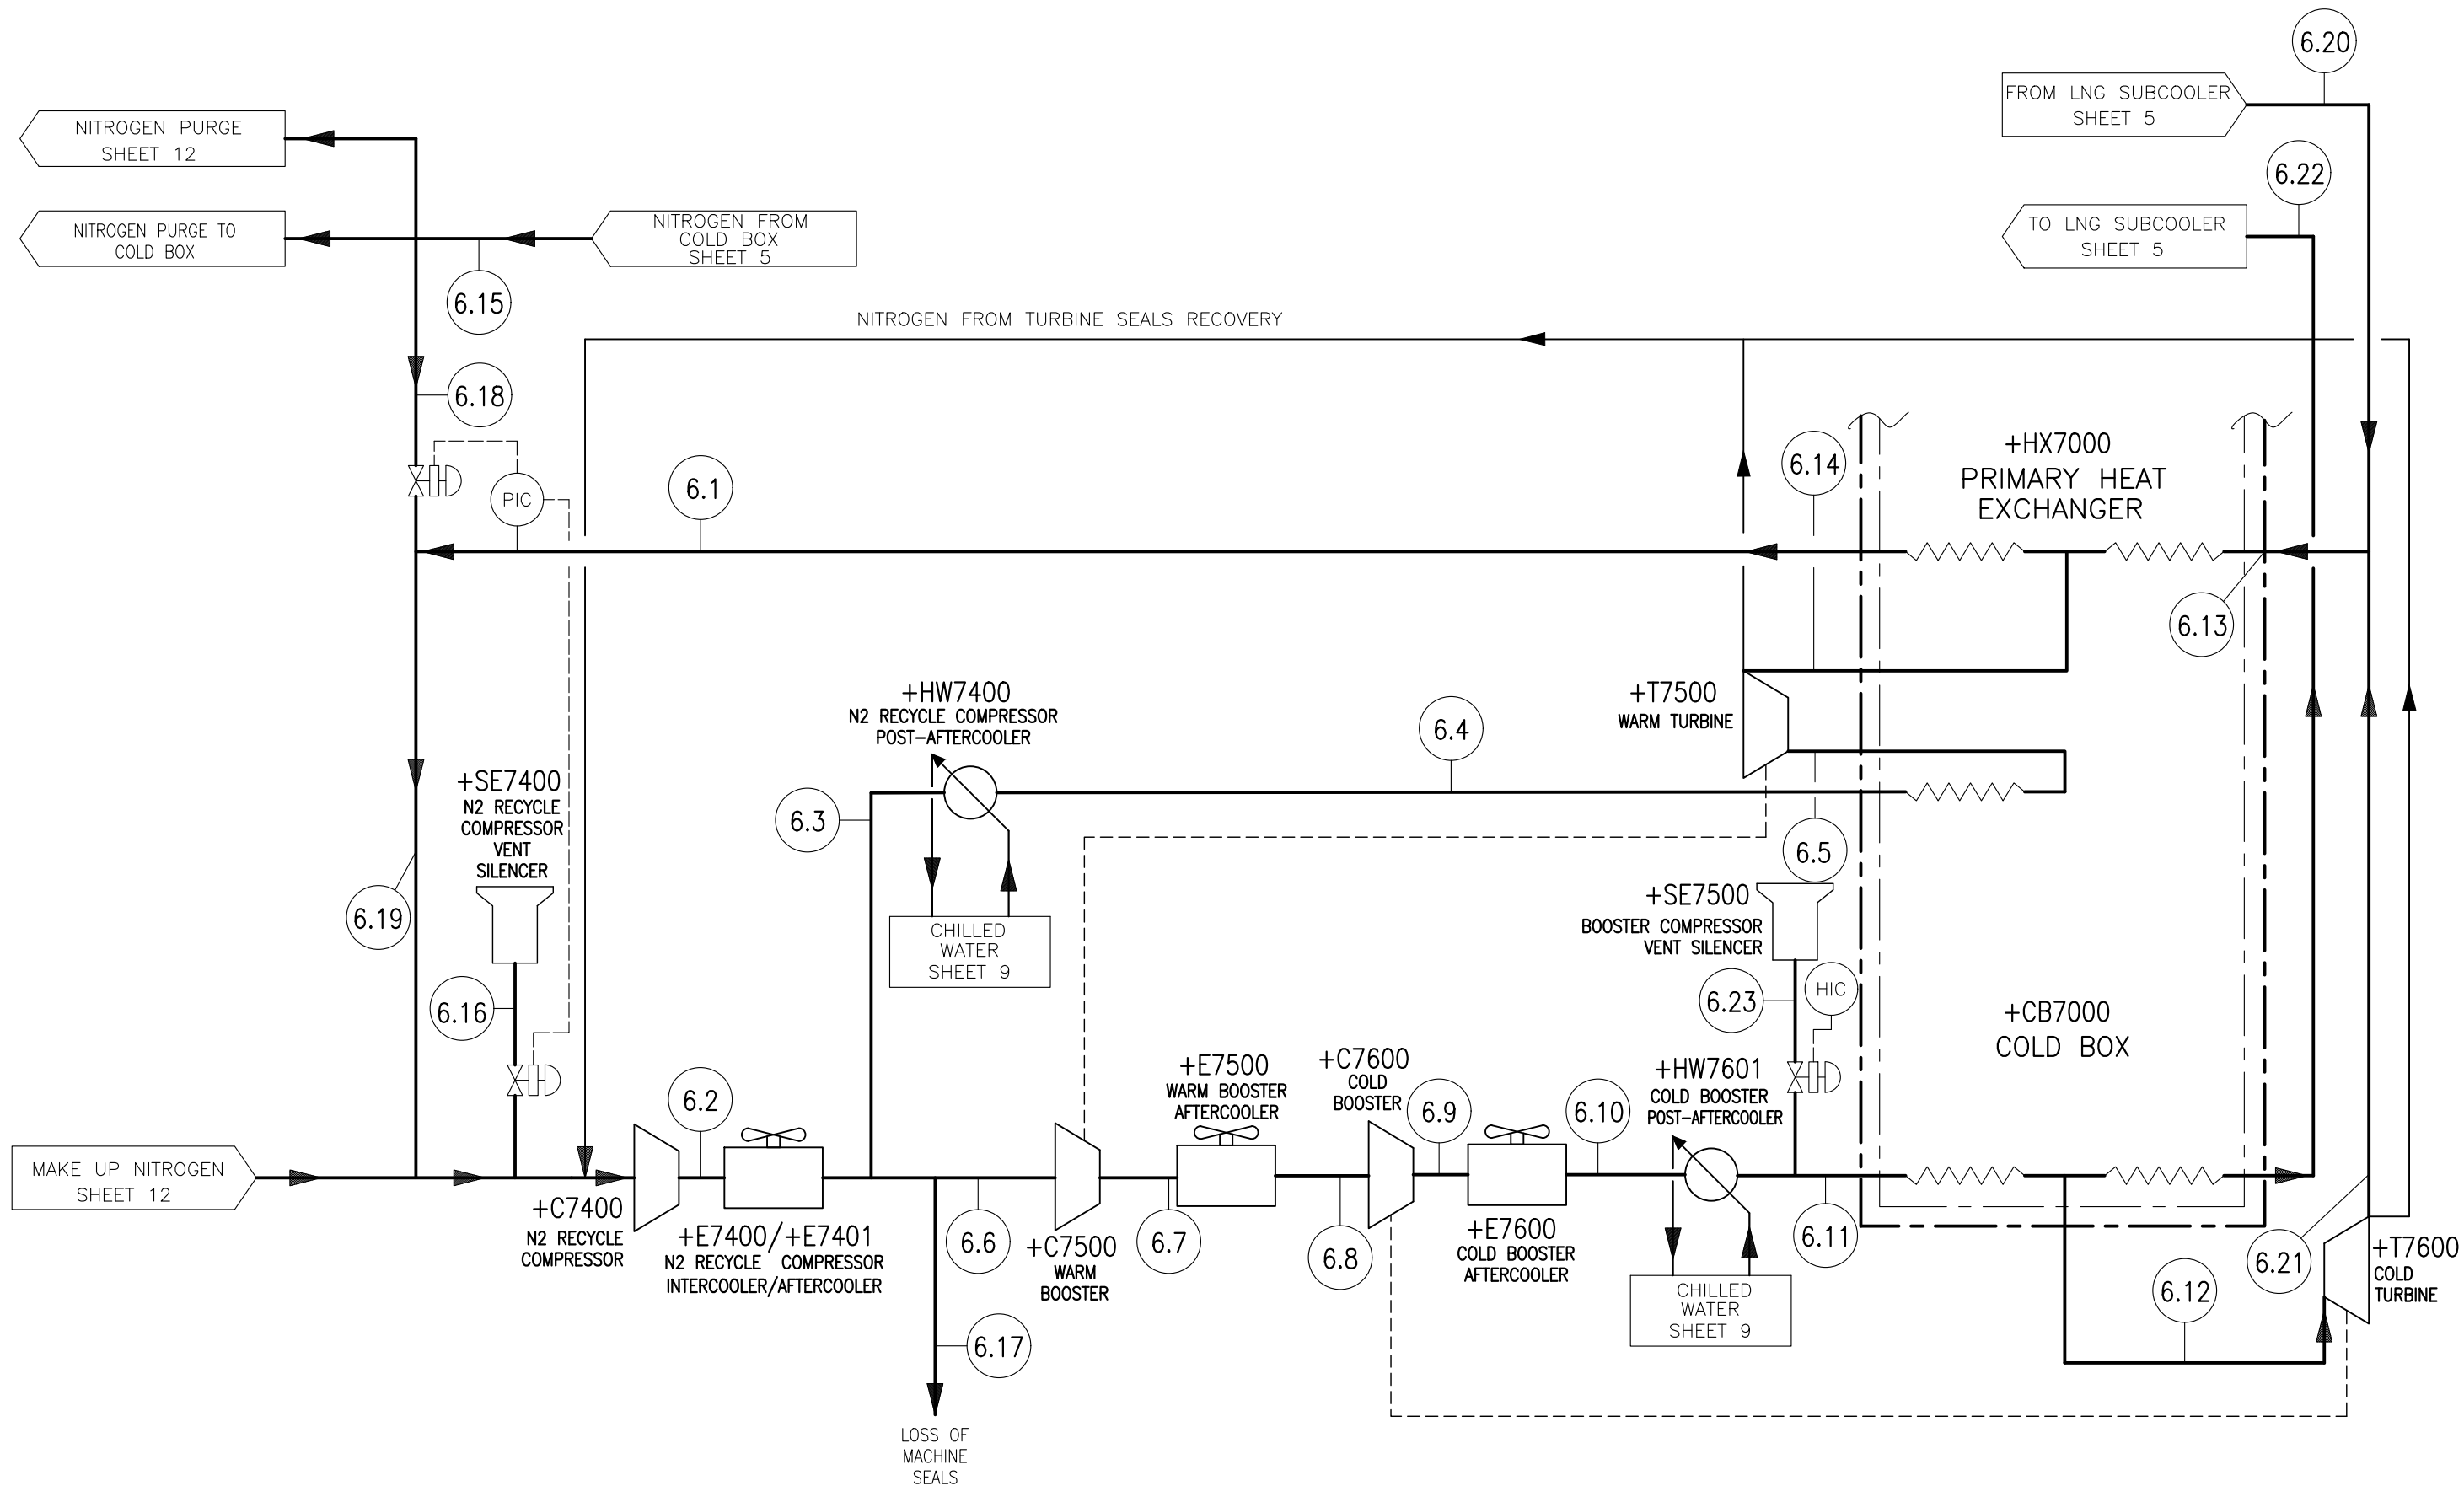 6.20
FROM LNG SUBCOOLER
SHEET 5
NITROGEN PURGE
SHEET 12
6.22
NITROGEN PURGE TO
COLD BOX
NITROGEN FROM
COLD BOX
SHEET 5
TO LNG SUBCOOLER
SHEET 5
6.15
NITROGEN FROM TURBINE SEALS RECOVERY
6.18
+HX7000
PRIMARY HEAT
EXCHANGER
6.14
6.1
PIC
6.13
+HW7400
N2 RECYCLE COMPRESSOR
POST-AFTERCOOLER
+T7500
WARM TURBINE
6.4
+SE7400
N2 RECYCLE
COMPRESSOR
VENT
SILENCER
6.3
6.5
6.19
+SE7500
BOOSTER COMPRESSOR
VENT SILENCER
CHILLED
WATER
SHEET 9
6.16
6.23
HIC
+CB7000
COLD BOX
+E7500
WARM BOOSTER
AFTERCOOLER
+C7600
COLD
BOOSTER
+HW7601
COLD BOOSTER
POST-AFTERCOOLER
6.2
6.9
6.10
MAKE UP NITROGEN
SHEET 12
+C7400
N2 RECYCLE
COMPRESSOR
+E7400/+E7401
N2 RECYCLE COMPRESSOR
INTERCOOLER/AFTERCOOLER
6.6
+C7500
WARM
BOOSTER
6.7
6.8
+E7600
COLD BOOSTER
AFTERCOOLER
6.11
6.21
+T7600
COLD
TURBINE
6.12
CHILLED
WATER
SHEET 9
6.17
LOSS OF
MACHINE
SEALS